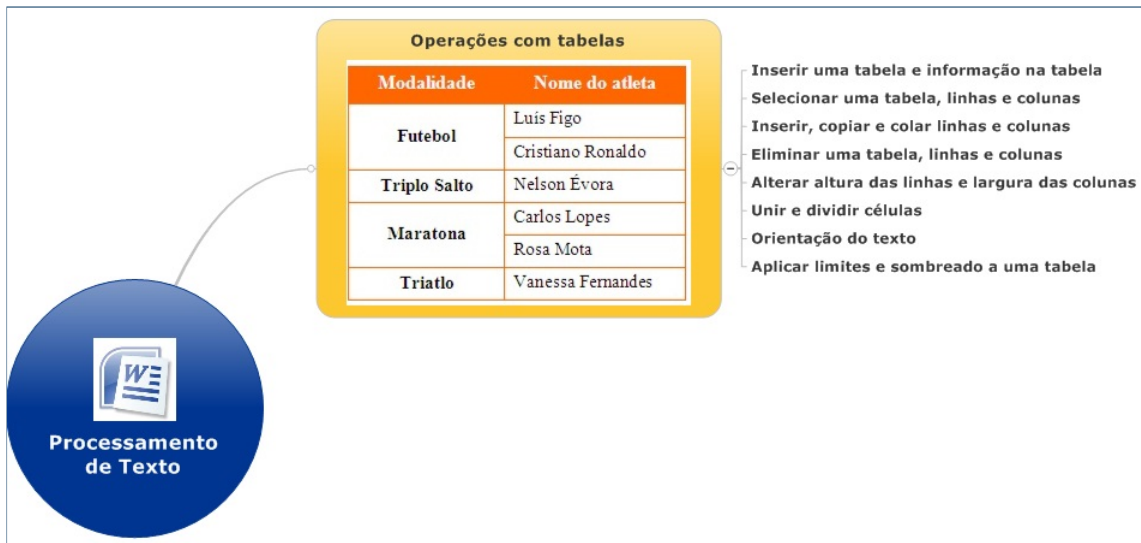 Operações com tabelas
Modalidade Nome do atleta
Futebol
Luís Figo
Cristiano Ronaldo
Triplo Salto Nelson Évora
Maratona
Carlos Lopes
Rosa Mota
Triatlo Vanessa Fernandes
Inserir uma tabela e informação na tabela
Selecionar uma tabela, linhas e colunas
Inserir, copiar e colar linhas e colunas
Eliminar uma tabela, linhas e colunas
Alterar altura das linhas e largura das colunas
Unir e dividir células
Orientação do texto
Aplicar limites e sombreado a uma tabela
W
Processamento
de Texto